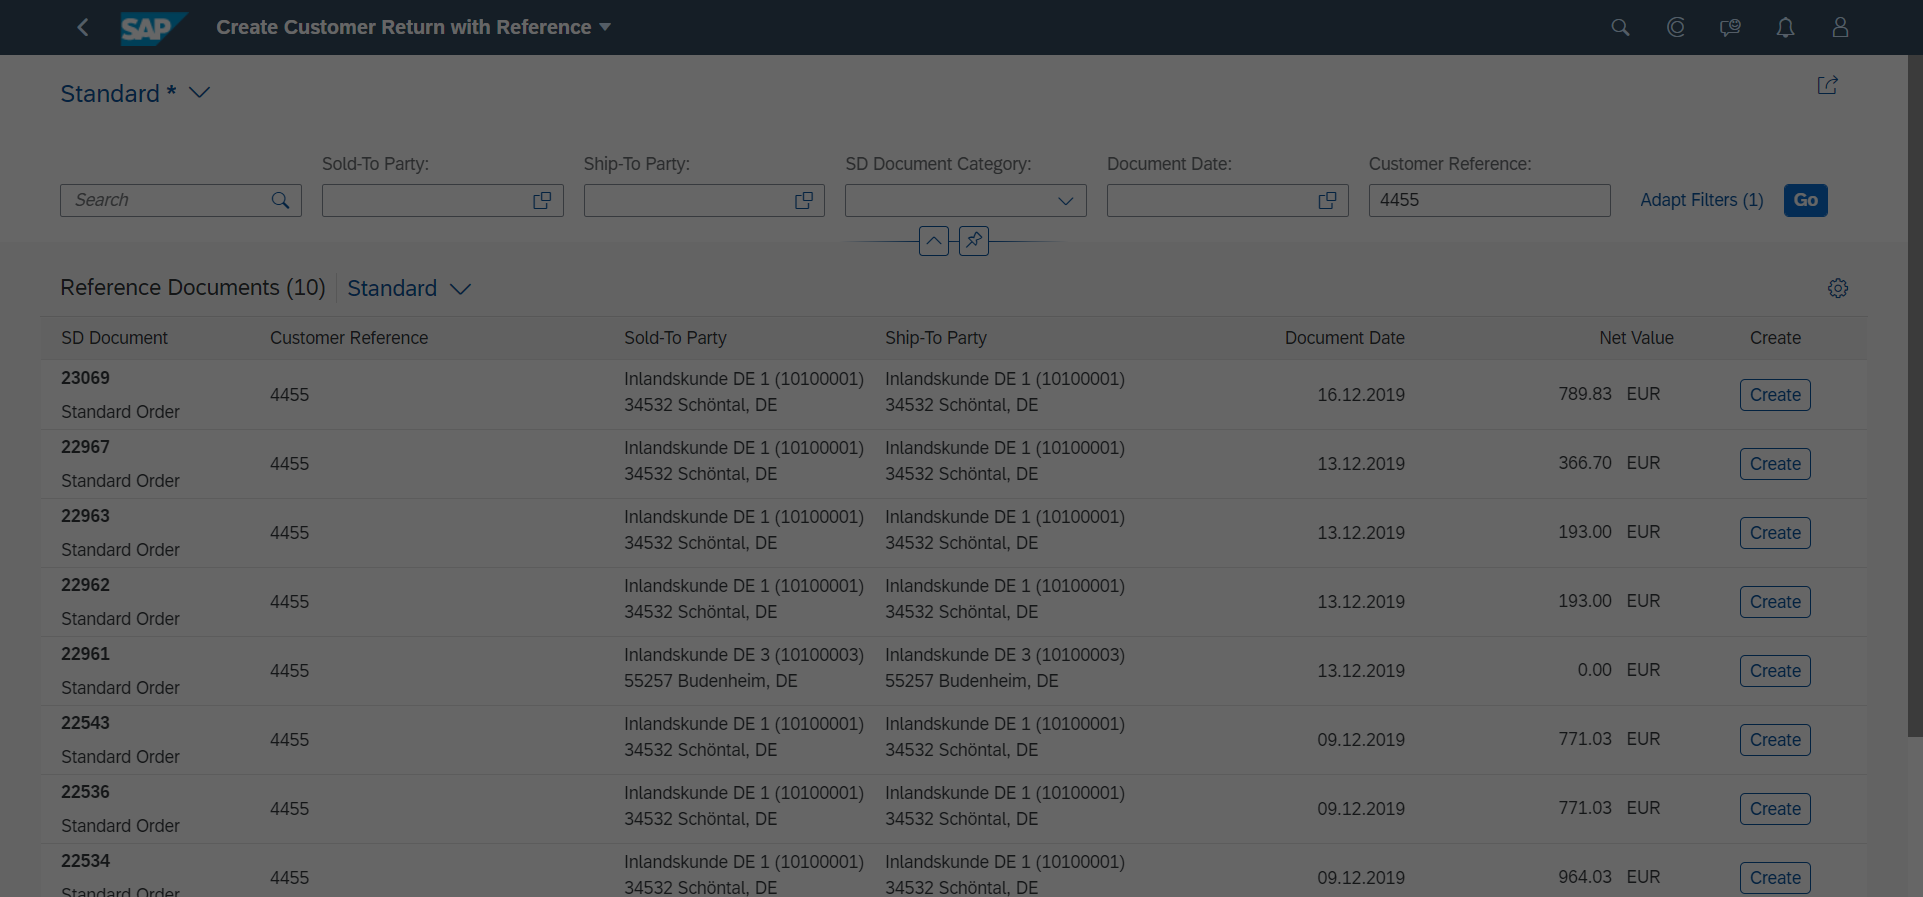 SAP Create Customer Return with Reference
Standard *
Sold-To Party: Ship-To Party: SD Document Category: Document Date: Customer Reference:
Search 4455 Adapt Filters (1) Go
Reference Documents (10) Standard
SD Document Customer Reference Sold-To Party Ship-To Party Document Date Net Value Create
23069 Inlandskunde DE 1 (10100001) Inlandskunde DE 1 (10100001)
4455 16.12.2019 789.83 EUR Create
Standard Order 34532 Schöntal, DE 34532 Schöntal, DE
22967 Inlandskunde DE 1 (10100001) Inlandskunde DE 1 (10100001)
4455 13.12.2019 366.70 EUR Create
Standard Order 34532 Schöntal, DE 34532 Schöntal, DE
22963 Inlandskunde DE 1 (10100001) Inlandskunde DE 1 (10100001)
4455 13.12.2019 193.00 EUR Create
Standard Order 34532 Schöntal, DE 34532 Schöntal, DE
22962 Inlandskunde DE 1 (10100001) Inlandskunde DE 1 (10100001)
4455 13.12.2019 193.00 EUR Create
Standard Order 34532 Schöntal, DE 34532 Schöntal, DE
22961 Inlandskunde DE 3 (10100003) Inlandskunde DE 3 (10100003)
4455 13.12.2019 0.00 EUR Create
Standard Order 55257 Budenheim, DE 55257 Budenheim, DE
22543 Inlandskunde DE 1 (10100001) Inlandskunde DE 1 (10100001)
4455 09.12.2019 771.03 EUR Create
Standard Order 34532 Schöntal, DE 34532 Schöntal, DE
22536 Inlandskunde DE 1 (10100001) Inlandskunde DE 1 (10100001)
4455 09.12.2019 771.03 EUR Create
Standard Order 34532 Schöntal, DE 34532 Schöntal, DE
22534 Inlandskunde DE 1 (10100001) Inlandskunde DE 1 (10100001)
4455 09.12.2019 964.03 EUR Create
Standard Order 34532 Schöntal, DE 34532 Schöntal, DE